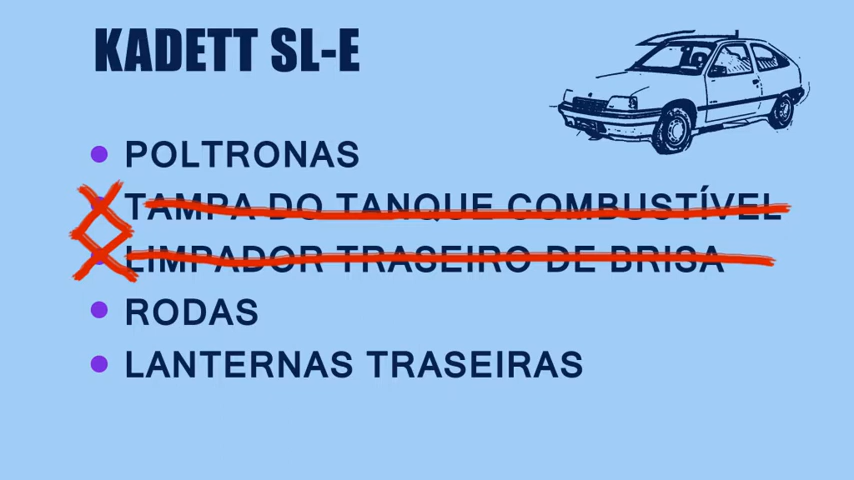 KADETT SL-E
POLTRONAS
TAMPA DO TANQUE COMBUSTÍVEL
LIMPADOR TRASEIRO DE BRISA
RODAS
LANTERNAS TRASEIRAS